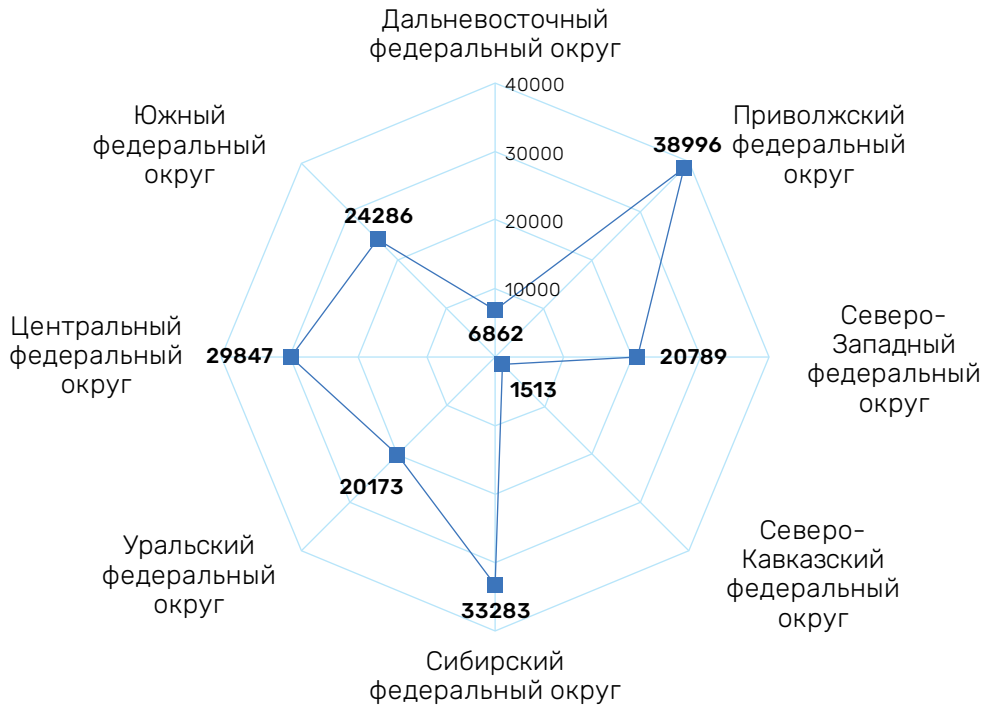 Дальневосточный
федеральный округ
40000
Приволжский
федеральный
округ
38996
Южный
федеральный
округ
30000
24286
20000
10000
6862
Северо-
Западный
федеральный
округ
20789
Центральный
федеральный
округ
29847
1513
20173
Северо-
Кавказский
федеральный
округ
Уральский
федеральный
округ
33283
Сибирский
федеральный округ